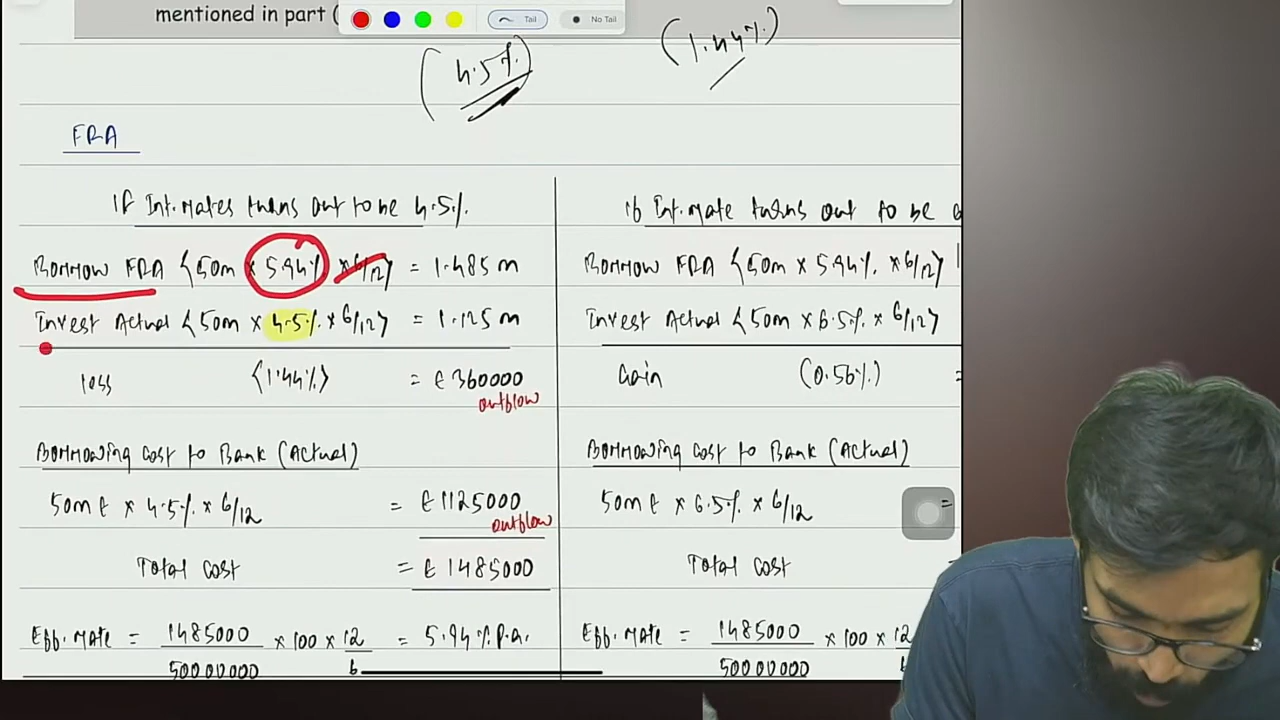 mentioned in part (
Tail
No Tail
(4.5%)
(1.44%)
FRA
If Int. rates turns out to be 4.5%
Borrow FRA (50m × 5.94% × 6/12) = 1.485 m
Invest Actual (50m × 4.5% × 6/12) = 1.125 m
loss (1.44%) = € 360000
outflow
Borrowing cost to Bank (Actual)
50m € × 4.5% × 6/12 = € 1125000
outflow
Total cost = € 1485000
Eff. rate = 1485000/50000000 × 100 × 12/6 = 5.94% p.a.
If Int. rate turns out to be
Borrow FRA (50m × 5.94% × 6/12)
Invest Actual (50m × 6.5% × 6/12)
Gain (0.56%) =
Borrowing cost to Bank (Actual)
50m € × 6.5% × 6/12 =
Total cost
Eff. rate = 1485000/50000000 × 100 × 12